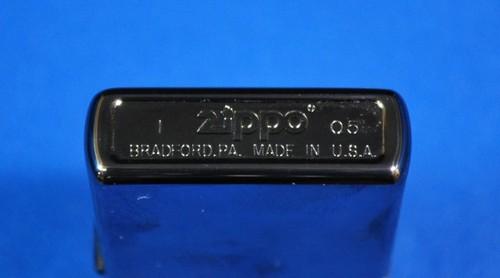 I zippo® 05
BRADFORD,PA. MADE IN U.S.A.